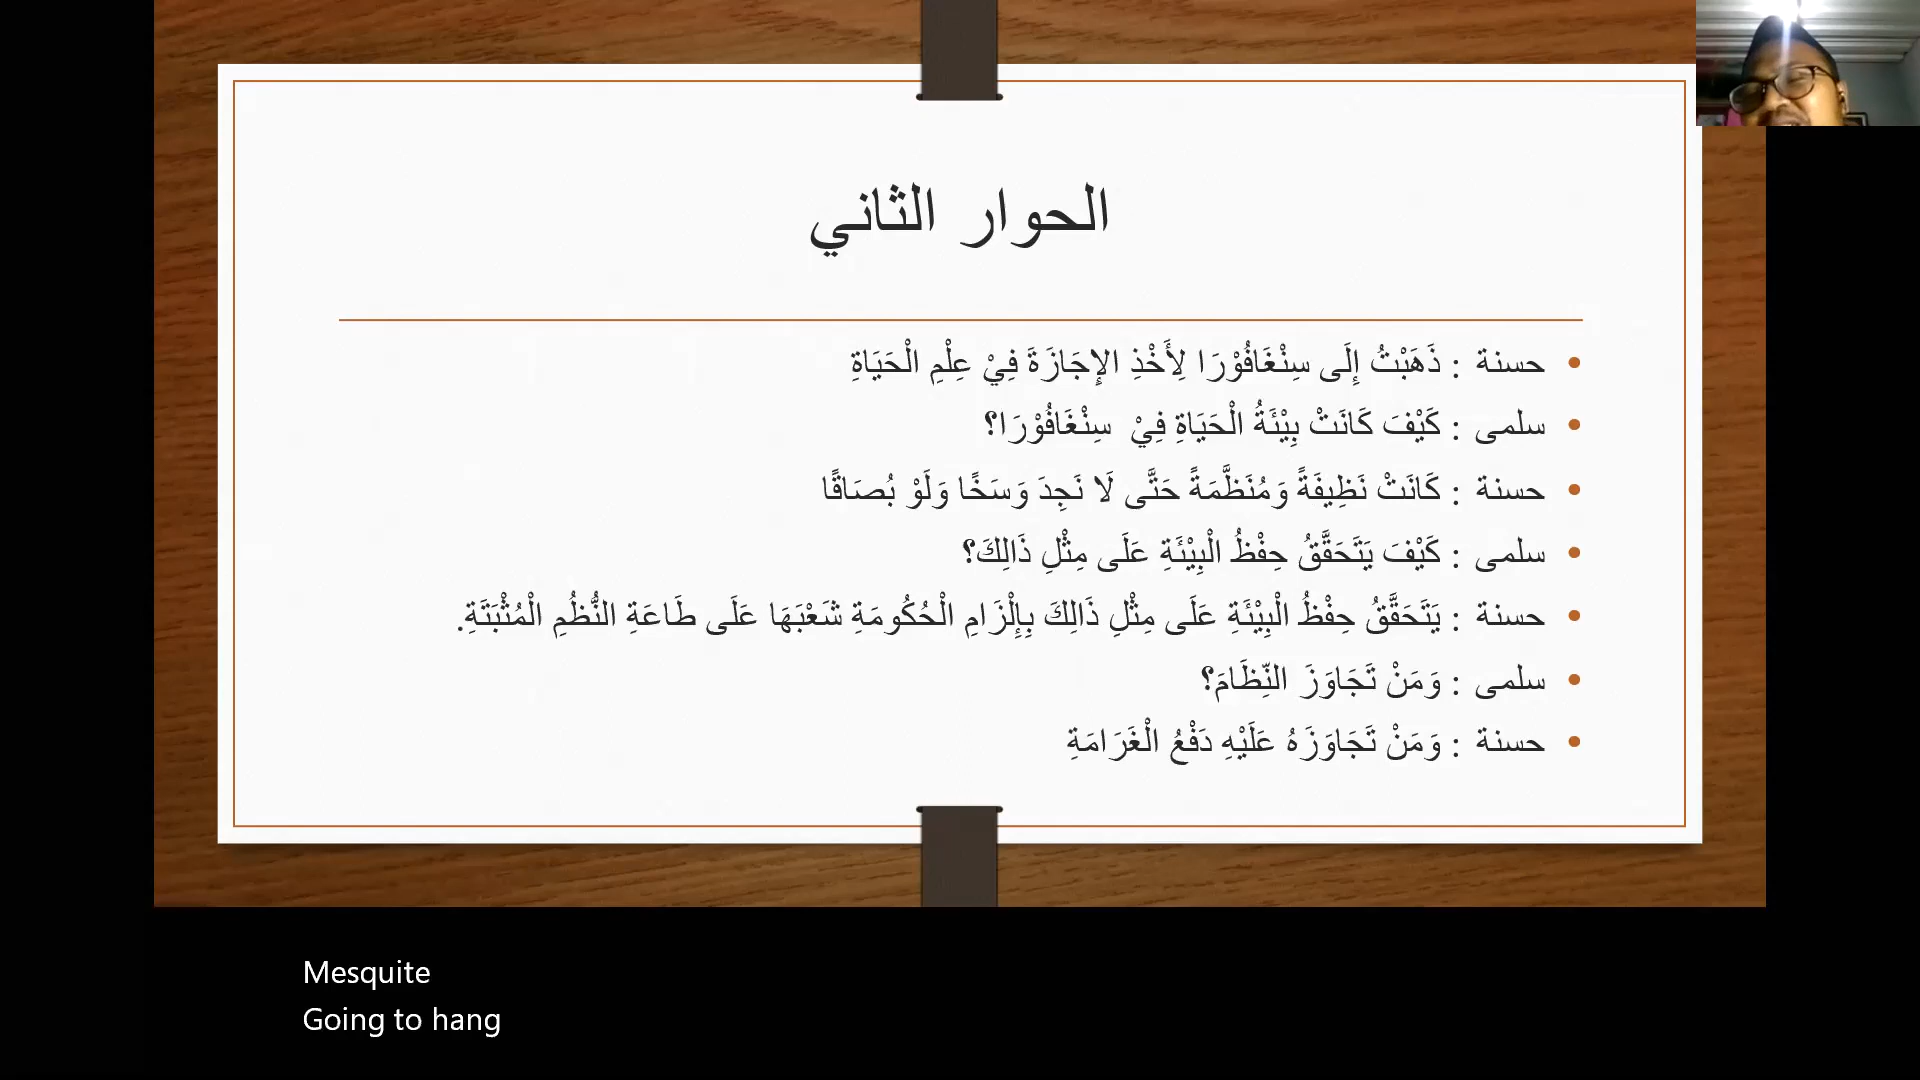 الحوار الثاني
حسنة : ذَهَبْتُ إِلَى سِنْغَافُوْرَا لِأَخْذِ الإِجَازَةَ فِيْ عِلْمِ الْحَيَاةِ
سلمى : كَيْفَ كَانَتْ بِيْئَةُ الْحَيَاةِ فِيْ سِنْغَافُوْرَا؟
حسنة : كَانَتْ نَظِيفَةً وَمُنَظَّمَةً حَتَّى لَا نَجِدَ وَسَخًا وَلَوْ بُصَاقًا
سلمى : كَيْفَ يَتَحَقَّقُ حِفْظُ الْبِيْئَةِ عَلَى مِثْلِ ذَالِكَ؟
حسنة : يَتَحَقَّقُ حِفْظُ الْبِيْئَةِ عَلَى مِثْلِ ذَالِكَ بِإِلْزَامِ الْحُكُومَةِ شَعْبَهَا عَلَى طَاعَةِ النُّظُمِ الْمُثْبَتَةِ.
سلمى : وَمَنْ تَجَاوَزَ النِّظَامَ؟
حسنة : وَمَنْ تَجَاوَزَهُ عَلَيْهِ دَفْعُ الْغَرَامَةِ
Mesquite
Going to hang